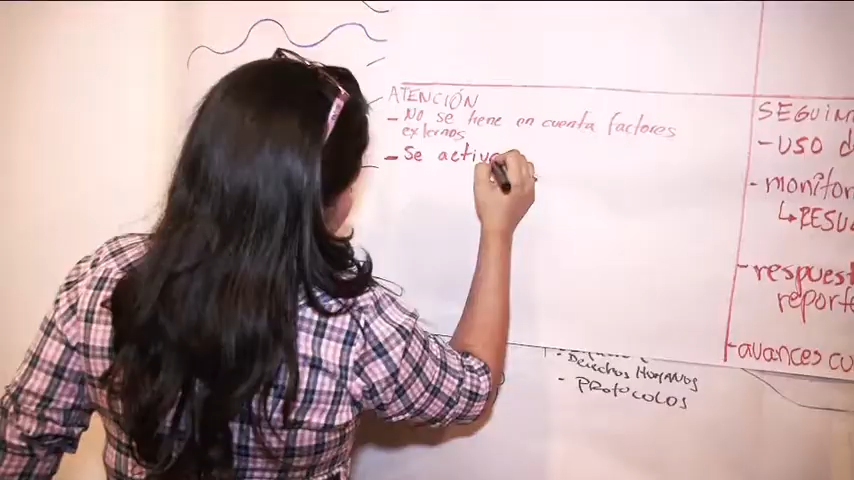 ATENCIÓN
- NO se tiene en cuenta factores
externos
- Se activ
SEGUIM
- USO d
- monitor
↳ RESU
- respuest
reporte
- avances cu
- Derechos Humanos
- PROTOCOLOS